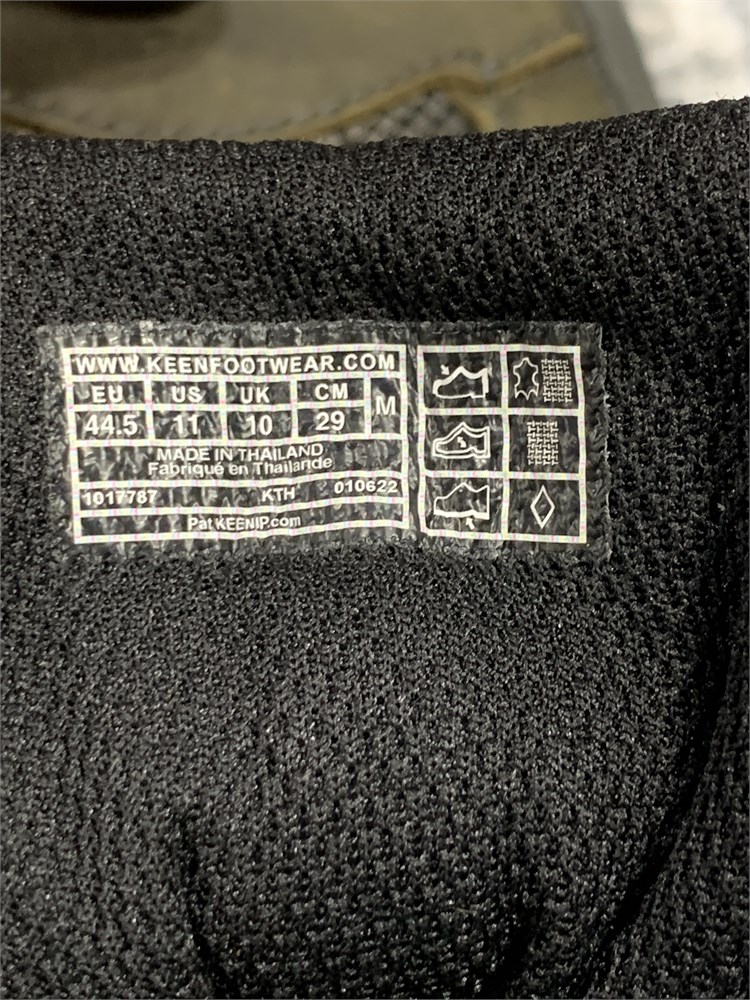 WWW.KEENFOOTWEAR.COM
EU US UK CM M
44.5 11 10 29
MADE IN THAILAND
Fabriqué en Thailande
1017787 KTH 010622
Pat KEENIP.com